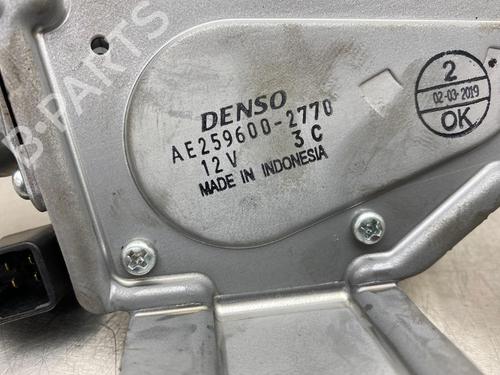 B-PARTS
DENSO
AE259600-2770
12V 3C
MADE IN INDONESIA
2
02-03-2019
OK